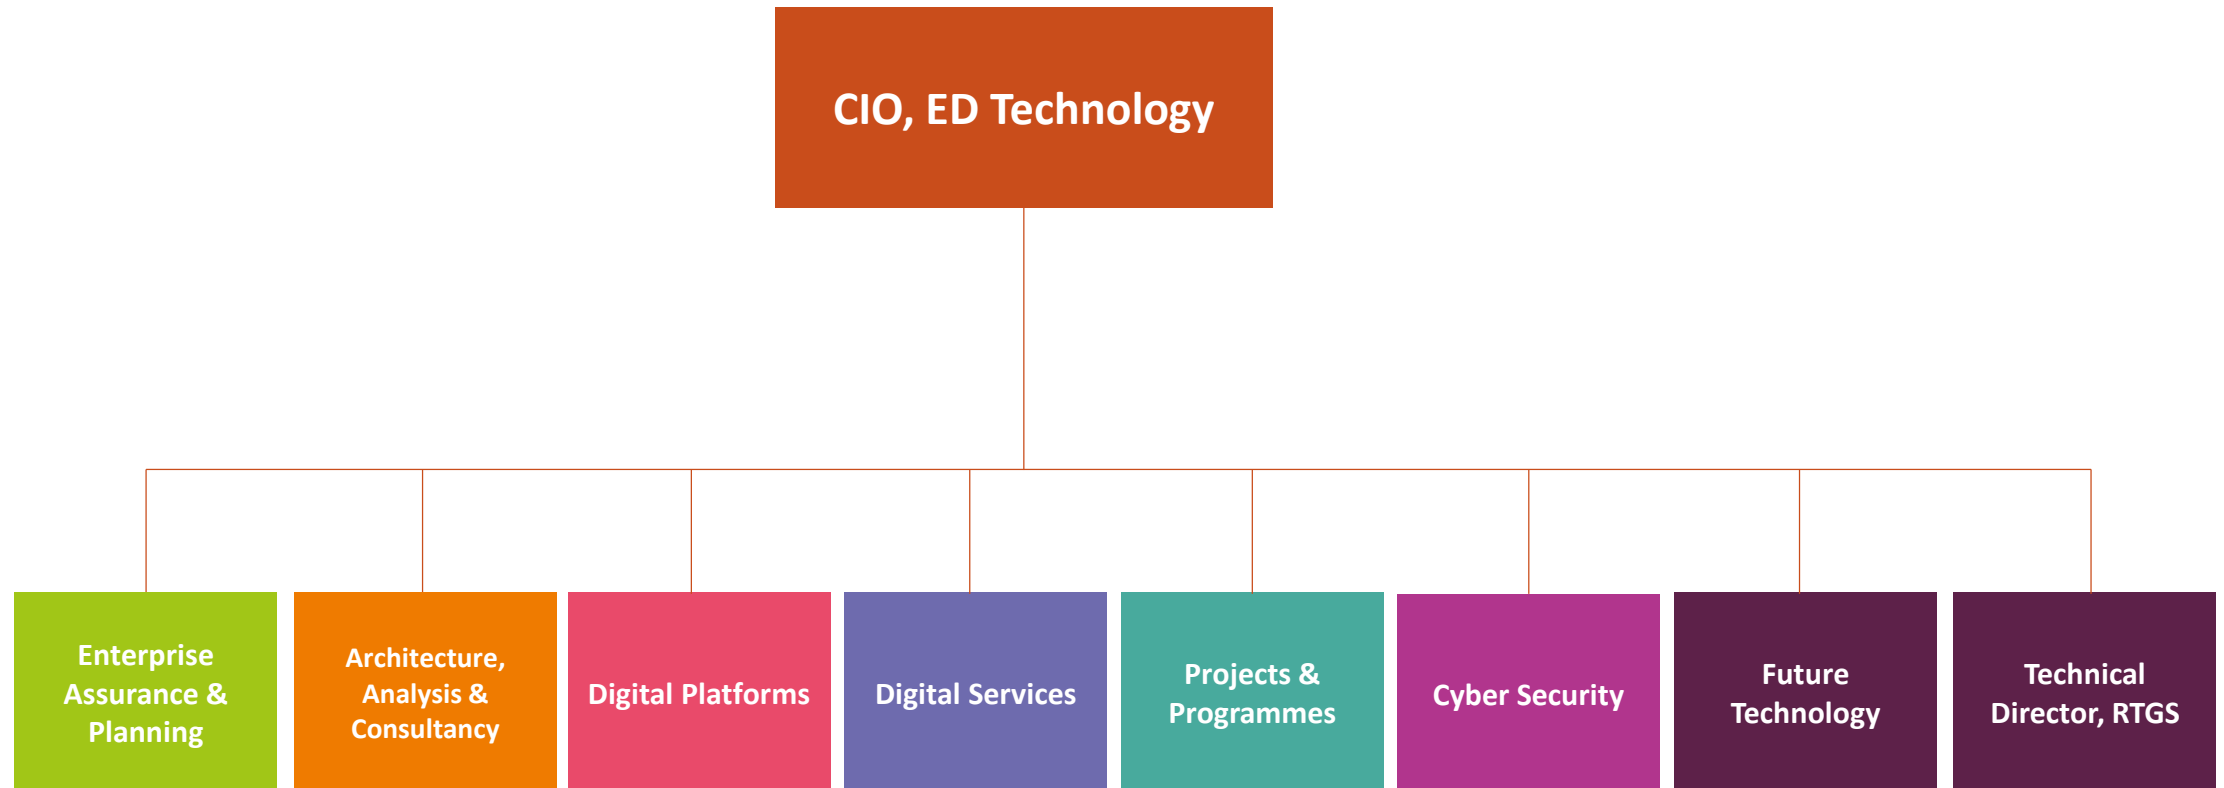 CIO, ED Technology
Enterprise
Assurance &
Planning
Architecture,
Analysis &
Consultancy
Digital Platforms
Digital Services
Projects &
Programmes
Cyber Security
Future
Technology
Technical
Director, RTGS